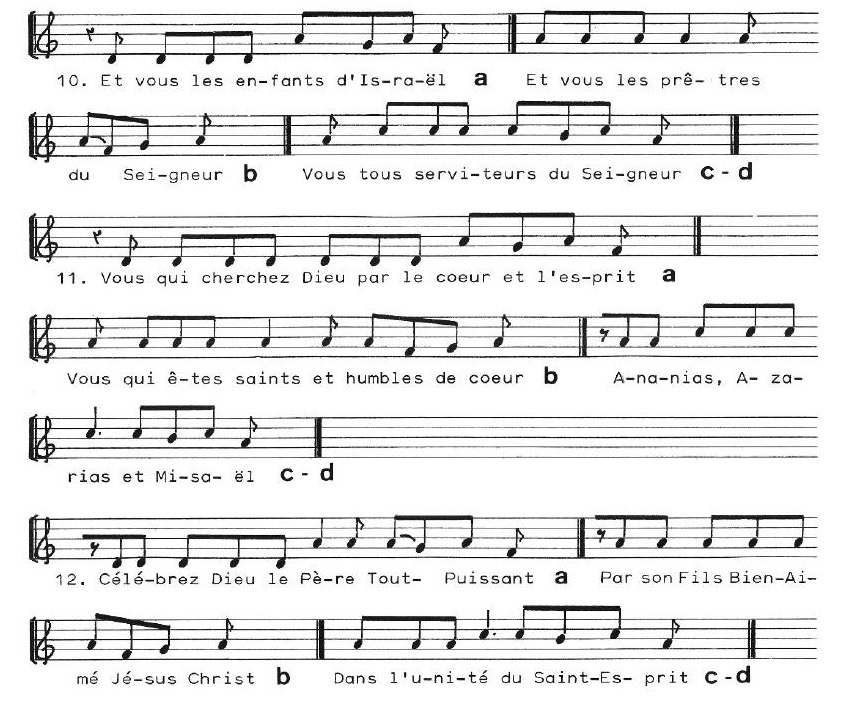 10. Et vous les en-fants d'Is-ra-ël a Et vous les prê- tres
du Sei-gneur b Vous tous servi-teurs du Sei-gneur c - d
11. Vous qui cherchez Dieu par le coeur et l'es-prit a
Vous qui ê-tes saints et humbles de coeur b A-na-nias, A- za-
rias et Mi-sa- ël c - d
12. Célé-brez Dieu le Pè-re Tout- Puissant a Par son Fils Bien-Ai-
mé Jé-sus Christ b Dans l'u-ni-té du Saint-Es- prit c - d